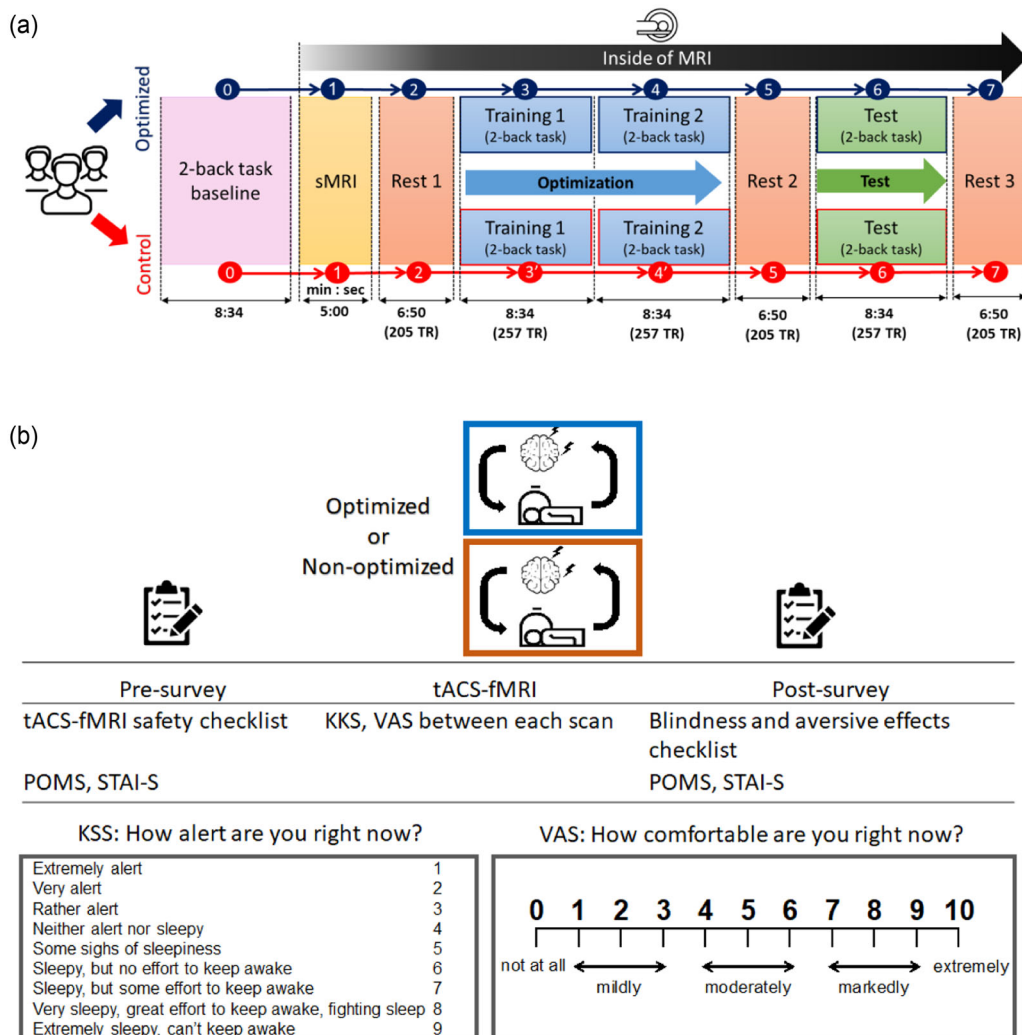 (a)
Inside of MRI
Optimized
0 1 2 3 4 5 6 7
2-back task
baseline
sMRI
Rest 1
Training 1
(2-back task)
Training 2
(2-back task)
Optimization
Training 1
(2-back task)
Training 2
(2-back task)
Rest 2
Test
(2-back task)
Test
Test
(2-back task)
Rest 3
Control
0 1 2 3' 4' 5 6 7
min : sec
8:34
5:00
6:50
(205 TR)
8:34
(257 TR)
8:34
(257 TR)
6:50
(205 TR)
8:34
(257 TR)
6:50
(205 TR)
(b)
Optimized
or
Non-optimized
Pre-survey tACS-fMRI Post-survey
tACS-fMRI safety checklist KKS, VAS between each scan Blindness and aversive effects
checklist
POMS, STAI-S POMS, STAI-S
KSS: How alert are you right now?
Extremely alert 1
Very alert 2
Rather alert 3
Neither alert nor sleepy 4
Some sighs of sleepiness 5
Sleepy, but no effort to keep awake 6
Sleepy, but some effort to keep awake 7
Very sleepy, great effort to keep awake, fighting sleep 8
Extremely sleepy, can't keep awake 9
VAS: How comfortable are you right now?
0 1 2 3 4 5 6 7 8 9 10
not at all extremely
mildly moderately markedly